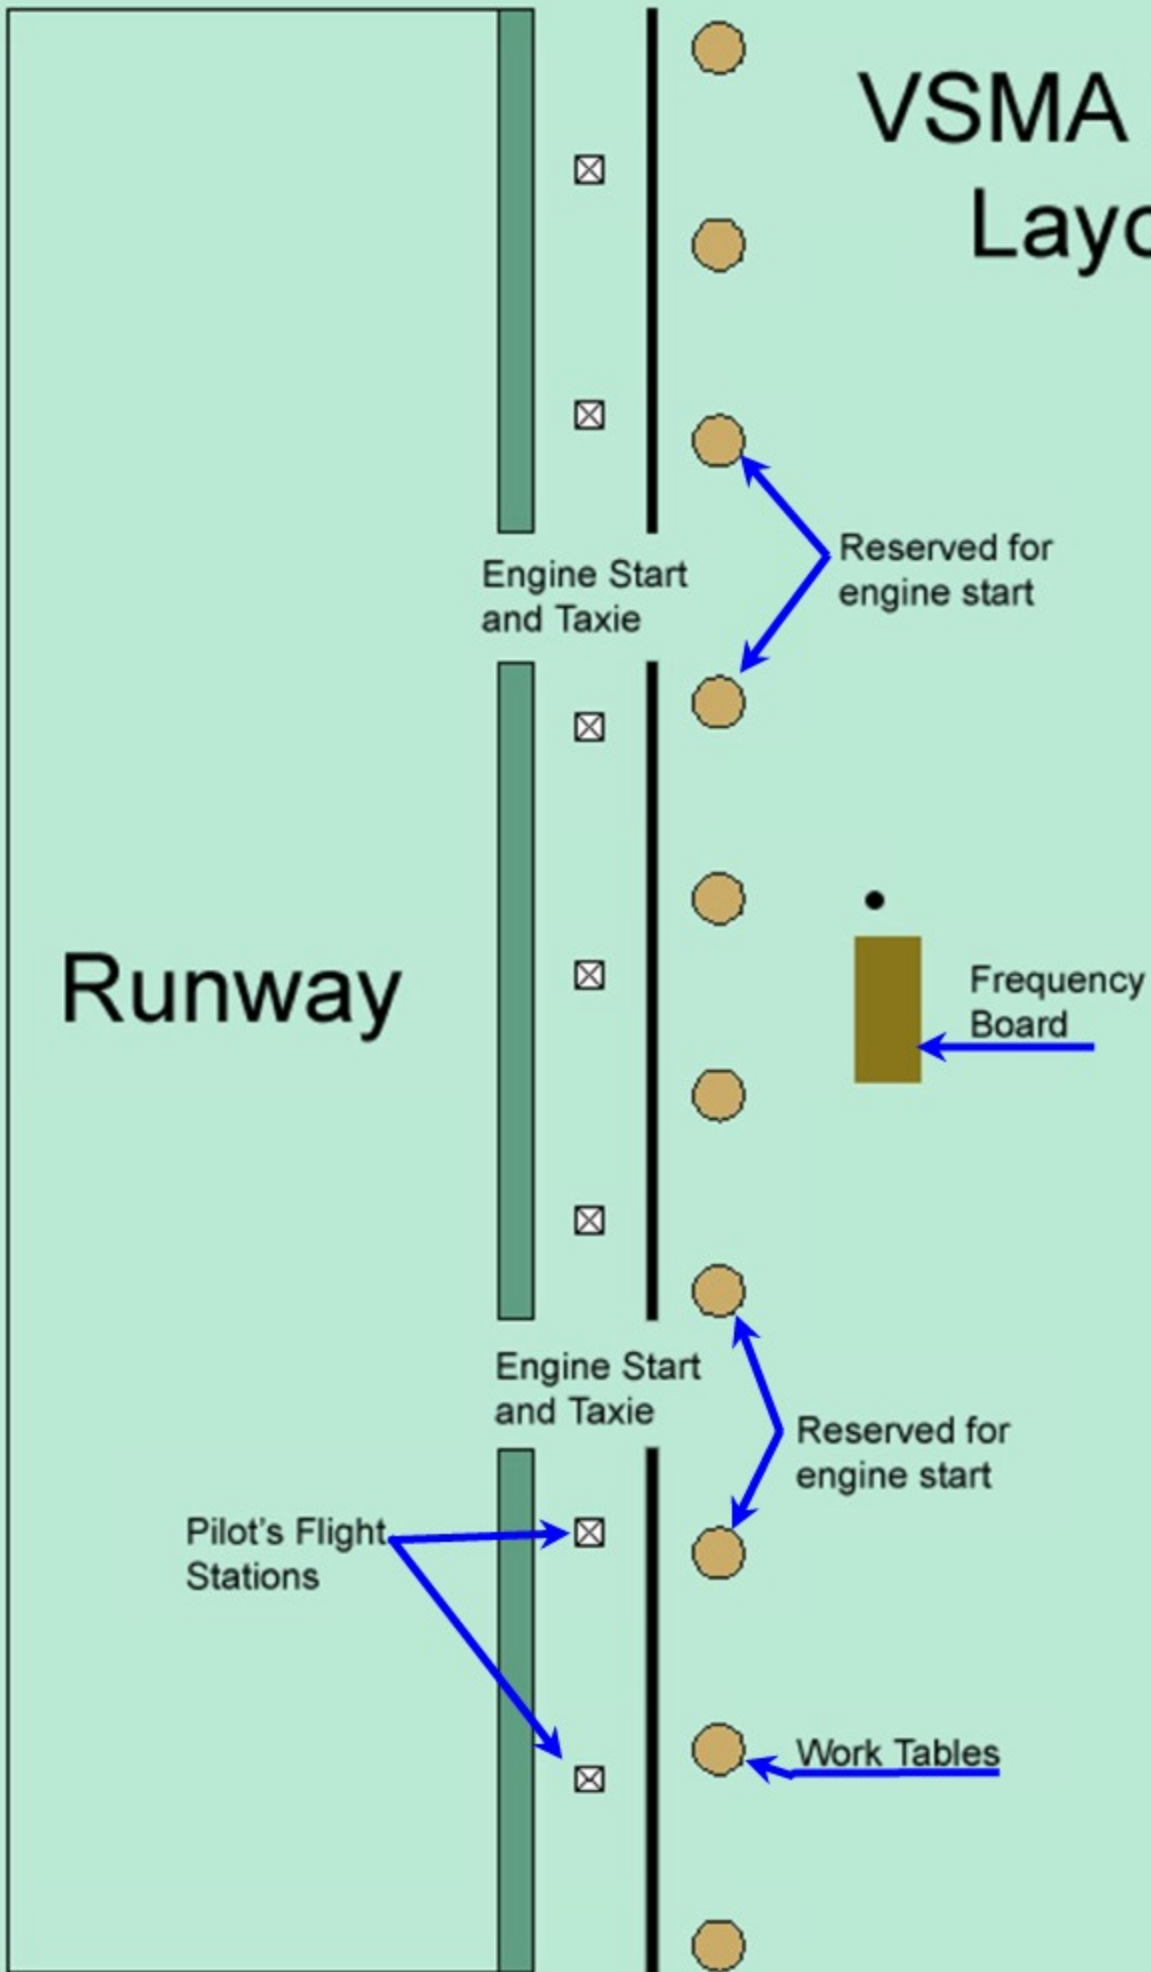 VSMA
Layo
Reserved for
engine start
Engine Start
and Taxie
Runway
Frequency
Board
Engine Start
and Taxie
Reserved for
engine start
Pilot's Flight
Stations
Work Tables